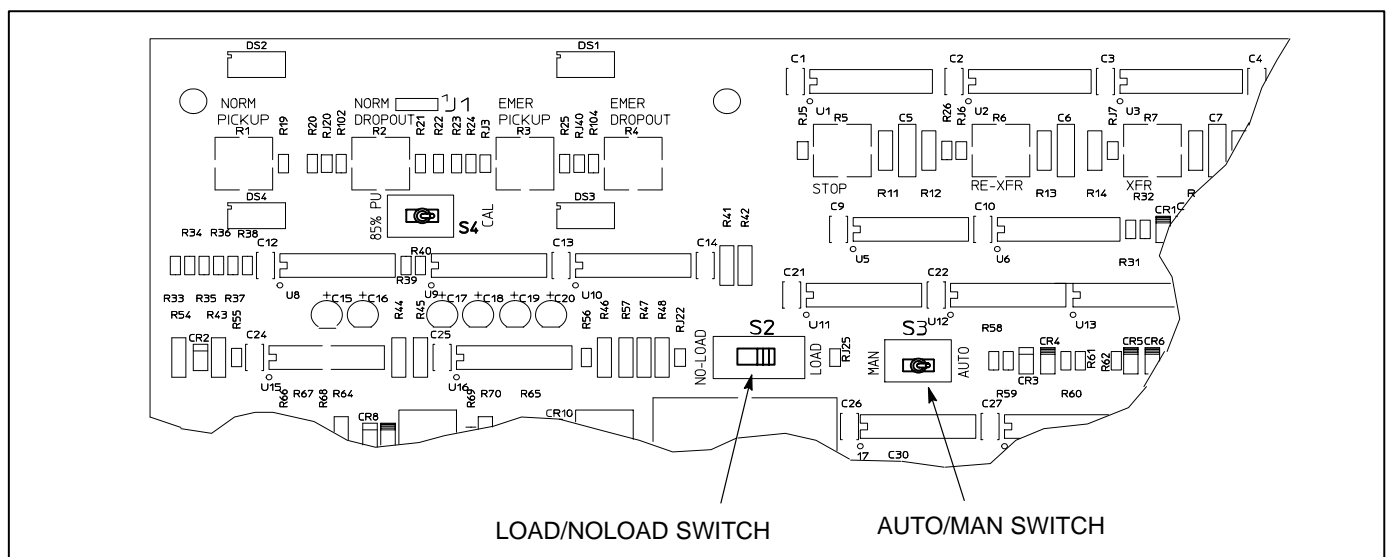 DS2 DS1
C1 C2 C3 C4
NORM PICKUP
NORM DROPOUT
J1
EMER PICKUP
EMER DROPOUT
R1 R19 R20 RJ20 R102 R2 R21 R22 R23 R24 RJ3 R3 R25 RJ40 R104 R4
RJ5 U1 R5 C5 R26 RJ6 U2 R6 C6 RJ7 U3 R7 C7
STOP R11 R12 RE-XFR R13 R14 XFR R32 CR1
DS4 85% PU S4 CAL DS3
R41 R42
C9 C10
R34 R36 R38 C12 R40 R39 C13 C14
U5 U6 R31
U8 U9 U10
C21 C22
R33 R35 R37 +C15 +C16 +C17 +C18 +C19 +C20
R54 R43 R55 R44 R45 R56 R46 R57 R47 R48 RJ22
U11 U12 U13
CR2 C24 C25
NO-LOAD S2 LOAD RJ25
MAN S3 AUTO
R58 CR4 R61 R62 CR5 CR6
CR3 R59 R60
U15 U16
R66 R67 R68 R64 R69 R70 R65
CR8 CR10
C26 C27
17 C30
LOAD/NOLOAD SWITCH
AUTO/MAN SWITCH